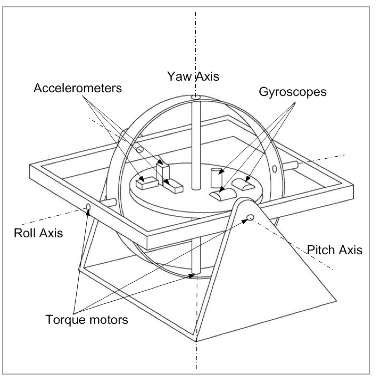 Yaw Axis
Accelerometers
Gyroscopes
Roll Axis
Pitch Axis
Torque motors